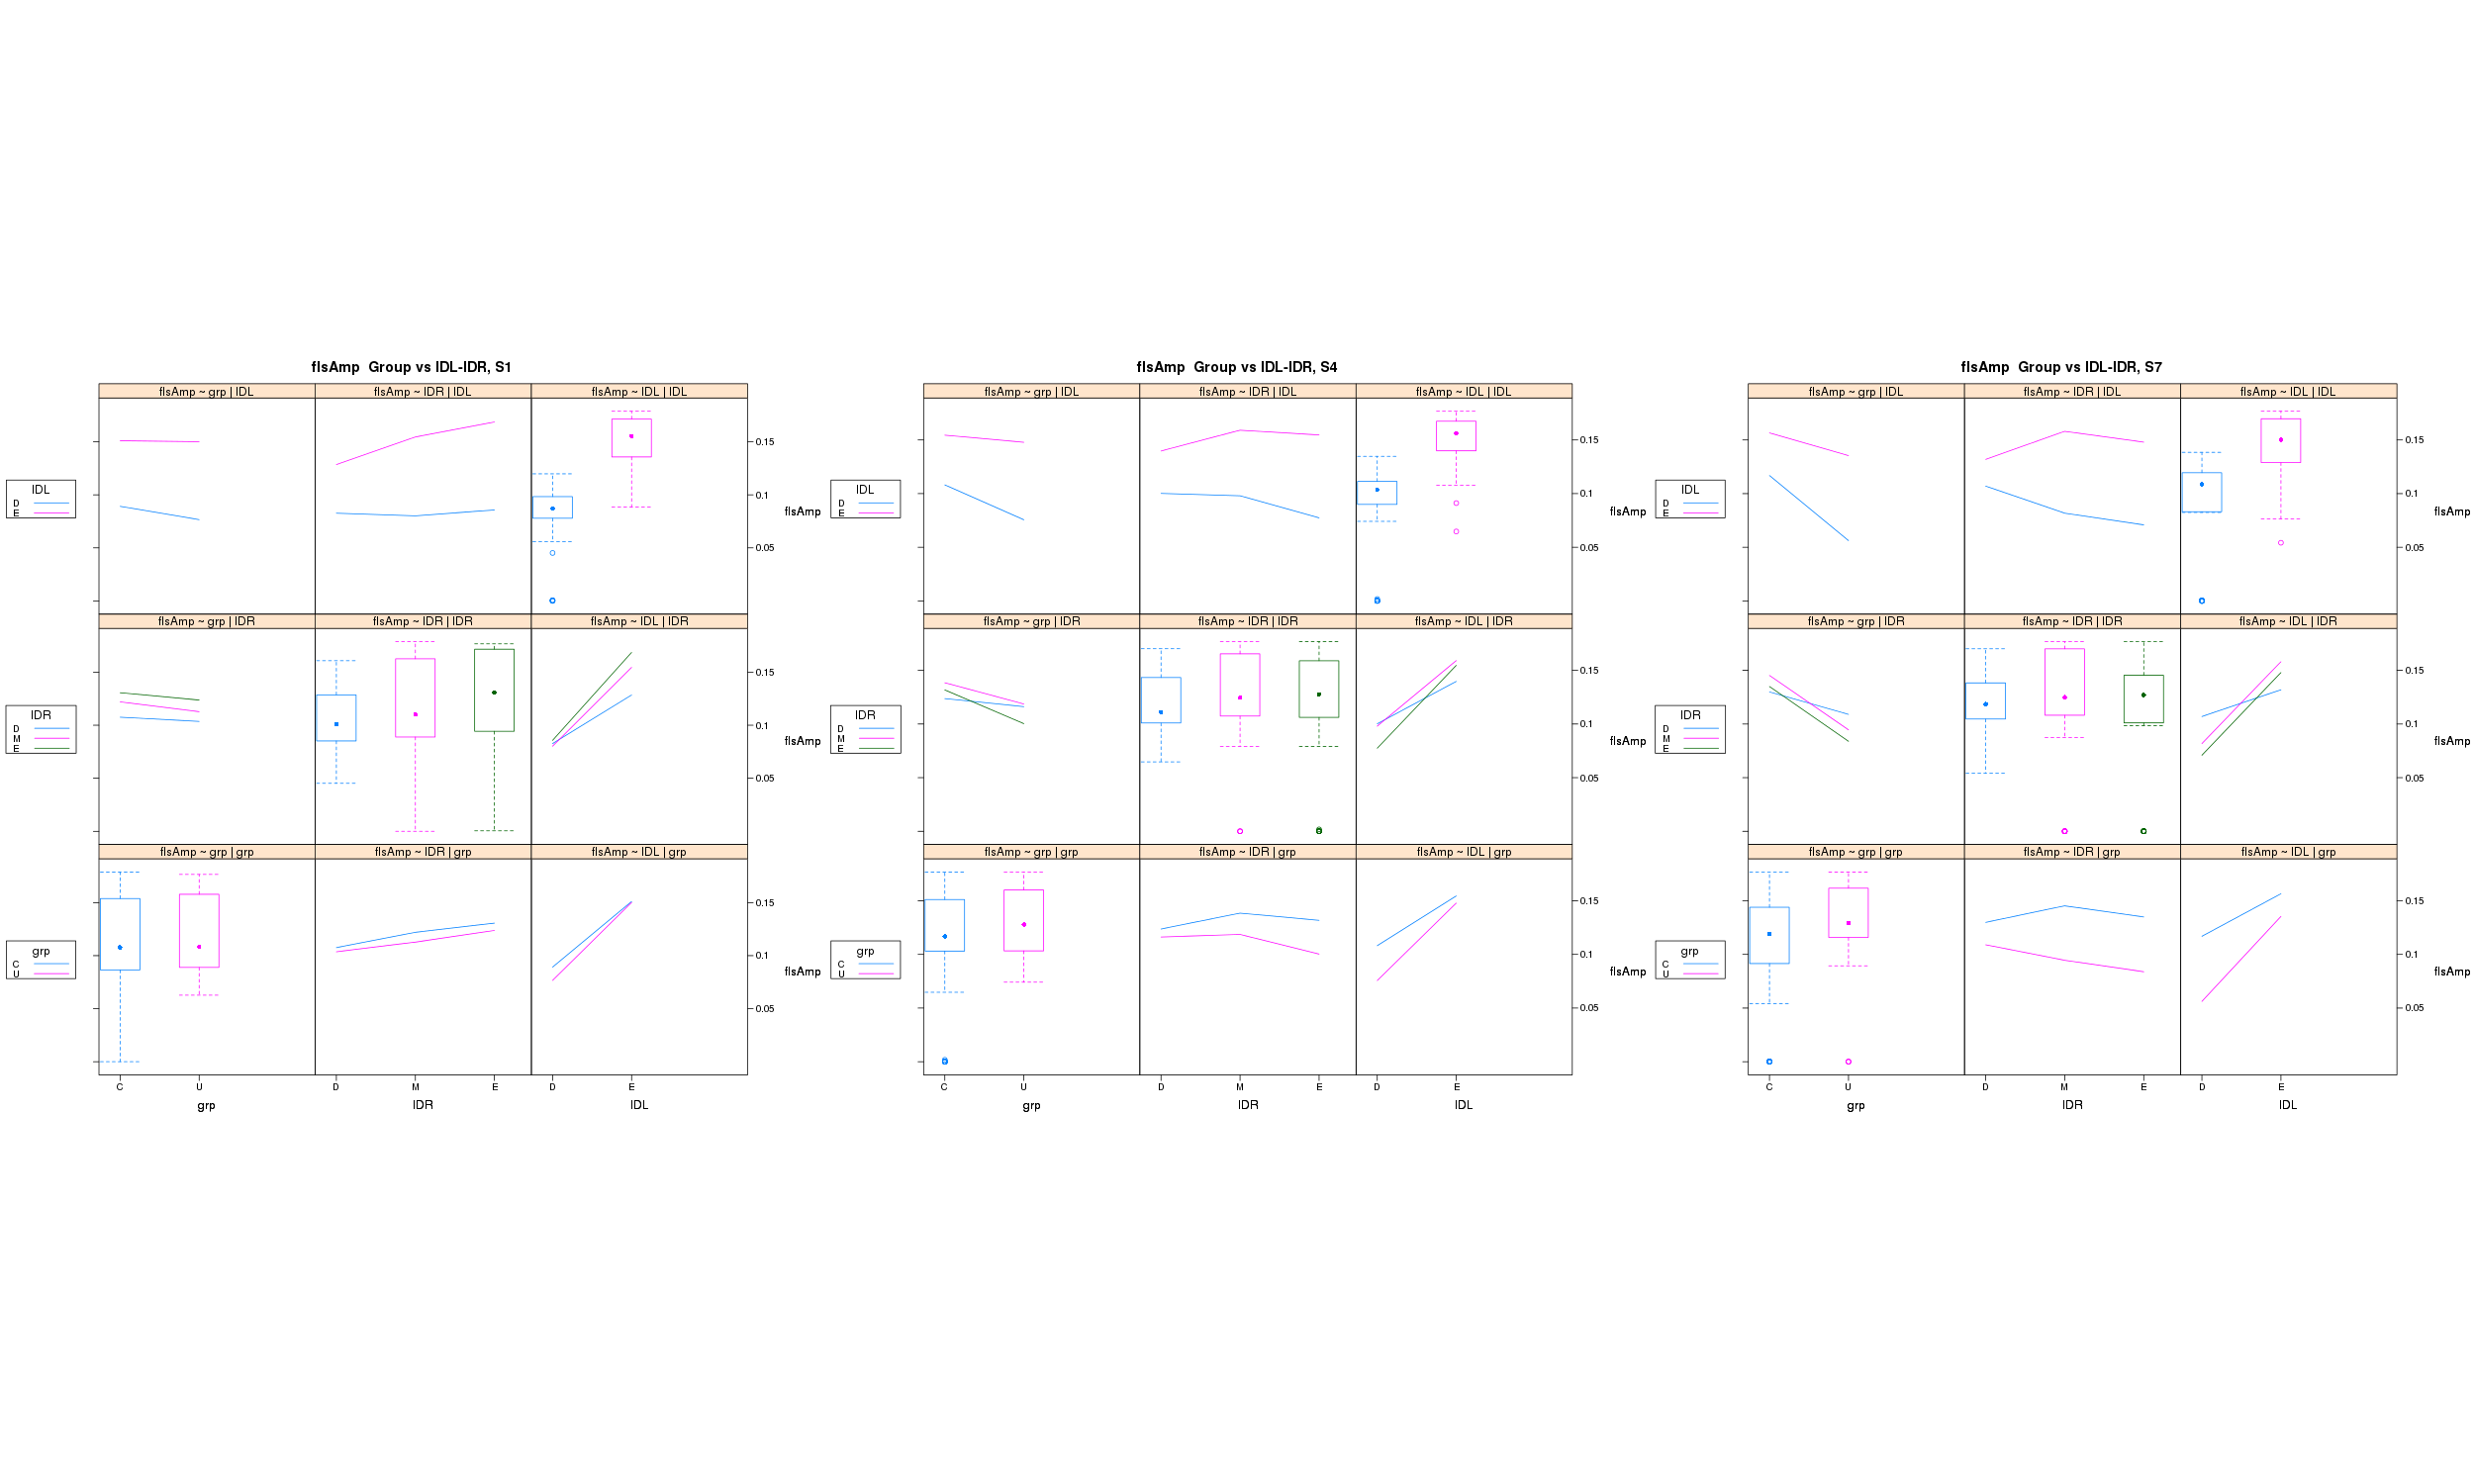 flsAmp  Group vs IDL-IDR, S1
flsAmp ~ grp | IDL
flsAmp ~ IDR | IDL
flsAmp ~ IDL | IDL
IDL
D
E
0.15
0.1
0.05
flsAmp
flsAmp ~ grp | IDR
flsAmp ~ IDR | IDR
flsAmp ~ IDL | IDR
IDR
D
M
E
0.15
0.1
0.05
flsAmp
flsAmp ~ grp | grp
flsAmp ~ IDR | grp
flsAmp ~ IDL | grp
grp
C
U
0.15
0.1
0.05
flsAmp
C U D M E D E
grp IDR IDL
flsAmp  Group vs IDL-IDR, S4
flsAmp ~ grp | IDL
flsAmp ~ IDR | IDL
flsAmp ~ IDL | IDL
IDL
D
E
0.15
0.1
0.05
flsAmp
flsAmp ~ grp | IDR
flsAmp ~ IDR | IDR
flsAmp ~ IDL | IDR
IDR
D
M
E
0.15
0.1
0.05
flsAmp
flsAmp ~ grp | grp
flsAmp ~ IDR | grp
flsAmp ~ IDL | grp
grp
C
U
0.15
0.1
0.05
flsAmp
C U D M E D E
grp IDR IDL
flsAmp  Group vs IDL-IDR, S7
flsAmp ~ grp | IDL
flsAmp ~ IDR | IDL
flsAmp ~ IDL | IDL
IDL
D
E
0.15
0.1
0.05
flsAmp
flsAmp ~ grp | IDR
flsAmp ~ IDR | IDR
flsAmp ~ IDL | IDR
IDR
D
M
E
0.15
0.1
0.05
flsAmp
flsAmp ~ grp | grp
flsAmp ~ IDR | grp
flsAmp ~ IDL | grp
grp
C
U
0.15
0.1
0.05
flsAmp
C U D M E D E
grp IDR IDL